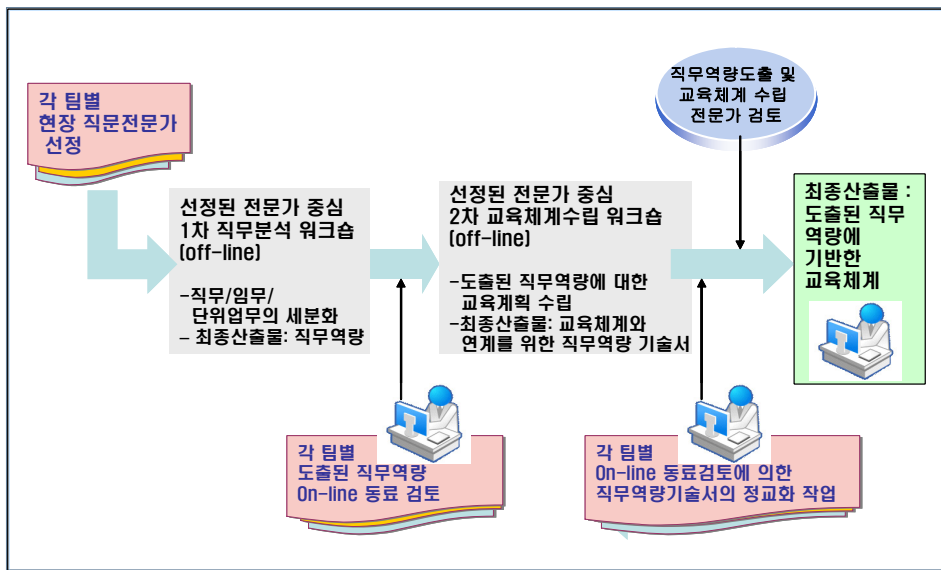 직무역량도출 및
교육체계 수립
전문가 검토
각 팀별
현장 직문전문가
선정
선정된 전문가 중심
1차 직무분석 워크숍
(off-line)
-직무/임무/
단위업무의 세분화
- 최종산출물: 직무역량
선정된 전문가 중심
2차 교육체계수립 워크숍
(off-line)
-도출된 직무역량에 대한
교육계획 수립
-최종산출물: 교육체계와
연계를 위한 직무역량 기술서
최종산출물 :
도출된 직무
역량에
기반한
교육체계
각 팀별
도출된 직무역량
On-line 동료 검토
각 팀별
On-line 동료검토에 의한
직무역량기술서의 정교화 작업